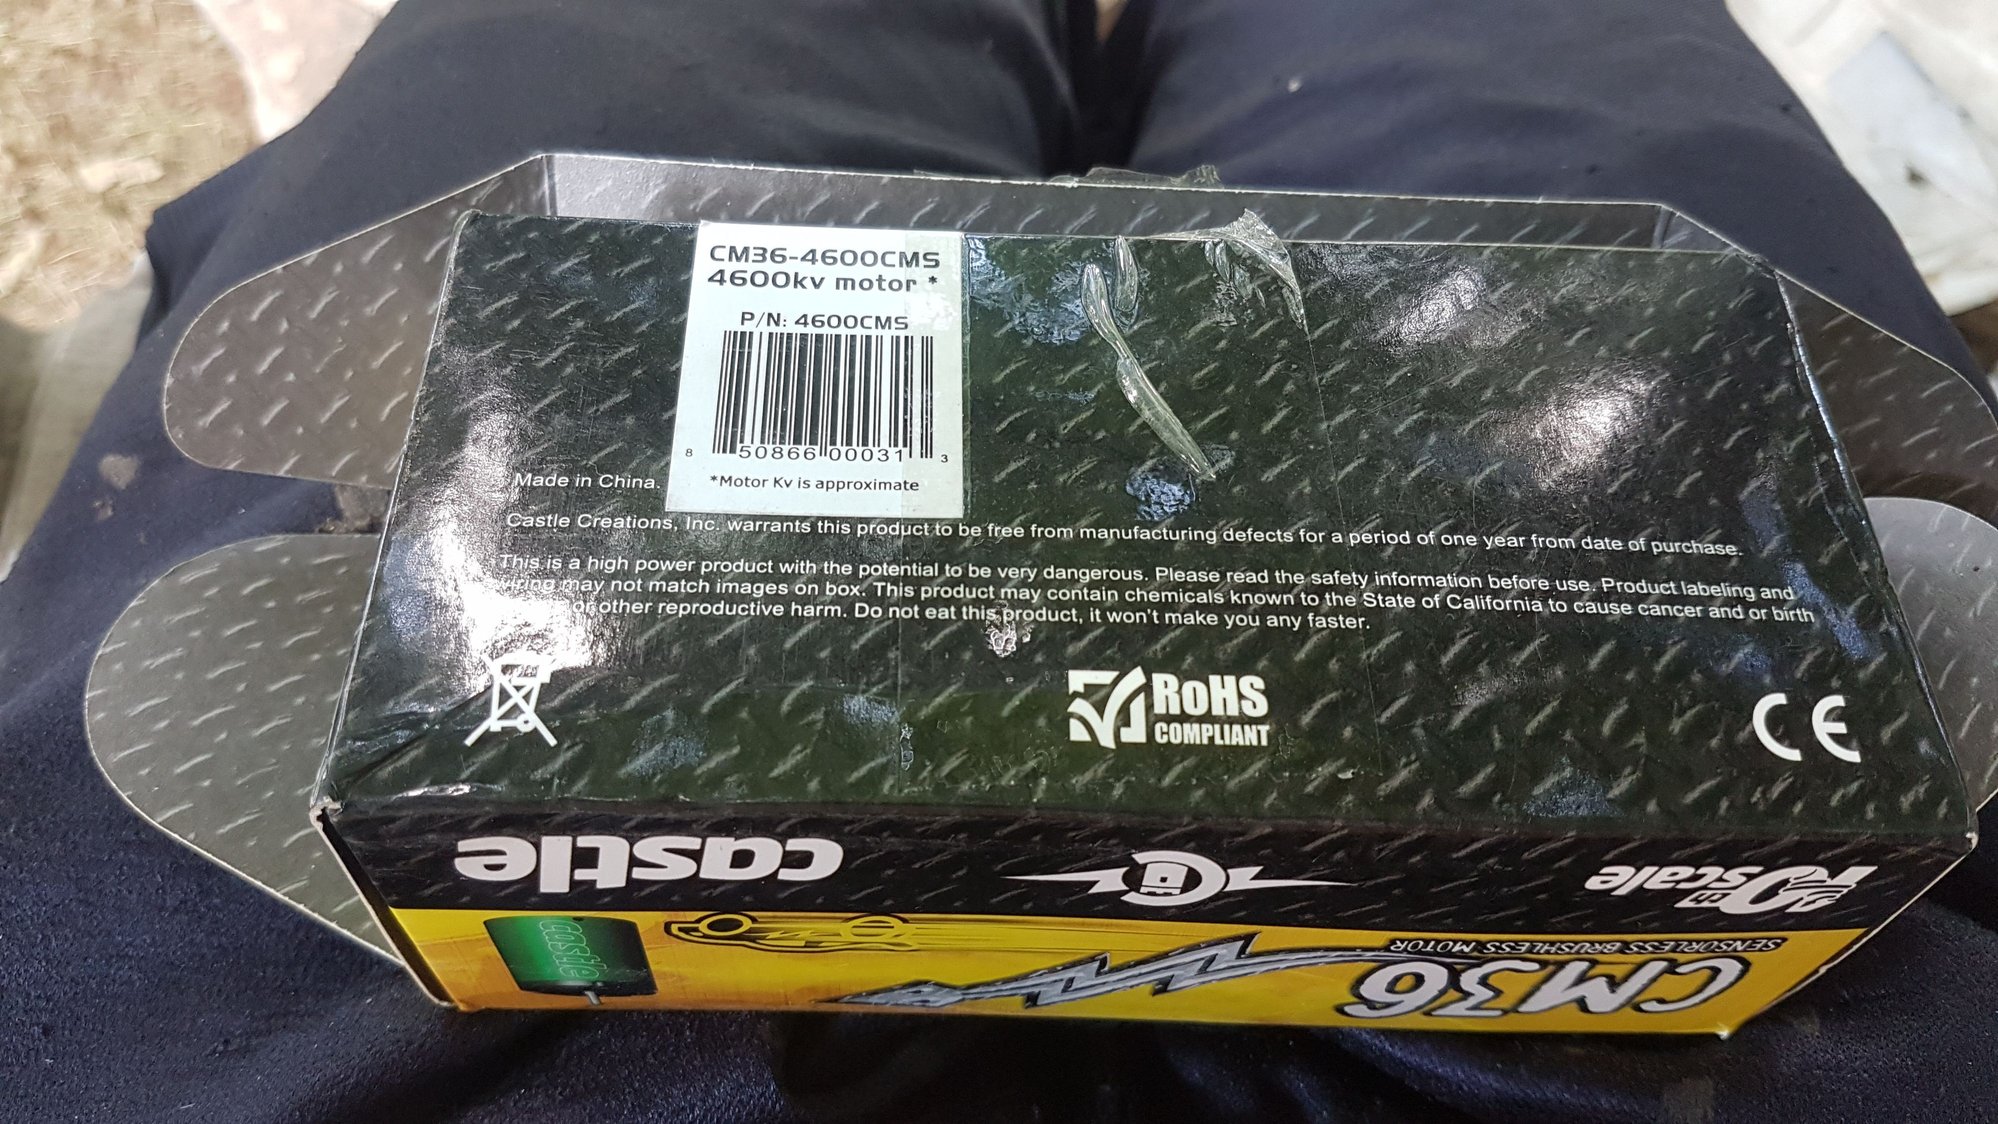 CM36-4600CMS
4600kv motor *
P/N: 4600CMS
8 50866 00031 3
*Motor Kv is approximate
Made in China.
Castle Creations, Inc. warrants this product to be free from manufacturing defects for a period of one year from date of purchase.
This is a high power product with the potential to be very dangerous. Please read the safety information before use. Product labeling and
wiring may not match images on box. This product may contain chemicals known to the State of California to cause cancer and or birth
or other reproductive harm. Do not eat this product, it won't make you any faster.
RoHS
COMPLIANT
CE
castle
10th
scale
castle
SENSORLESS BRUSHLESS MOTOR
CM36